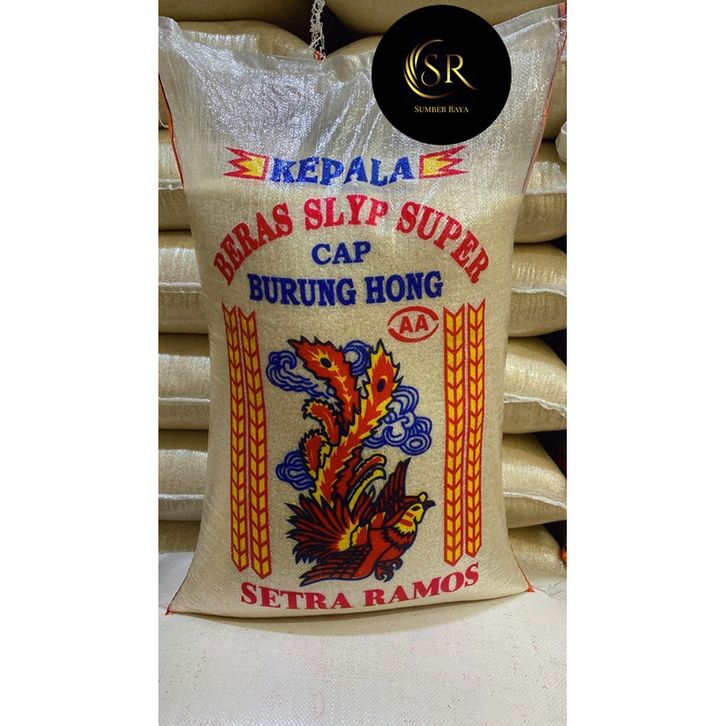 SR
SUMBER RAYA
KEPALA
BERAS SLYP SUPER
CAP
BURUNG HONG
AA
SETRA RAMOS